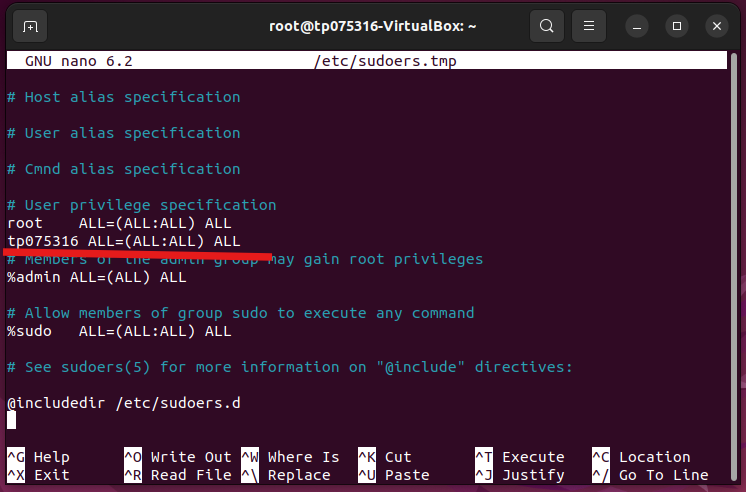 root@tp075316-VirtualBox: ~
GNU nano 6.2 /etc/sudoers.tmp
# Host alias specification
# User alias specification
# Cmnd alias specification
# User privilege specification
root ALL=(ALL:ALL) ALL
tp075316 ALL=(ALL:ALL) ALL
# Members of the admin group may gain root privileges
%admin ALL=(ALL) ALL
# Allow members of group sudo to execute any command
%sudo ALL=(ALL:ALL) ALL
# See sudoers(5) for more information on "@include" directives:
@includedir /etc/sudoers.d
^G Help ^O Write Out ^W Where Is ^K Cut ^T Execute ^C Location
^X Exit ^R Read File ^\ Replace ^U Paste ^J Justify ^/ Go To Line